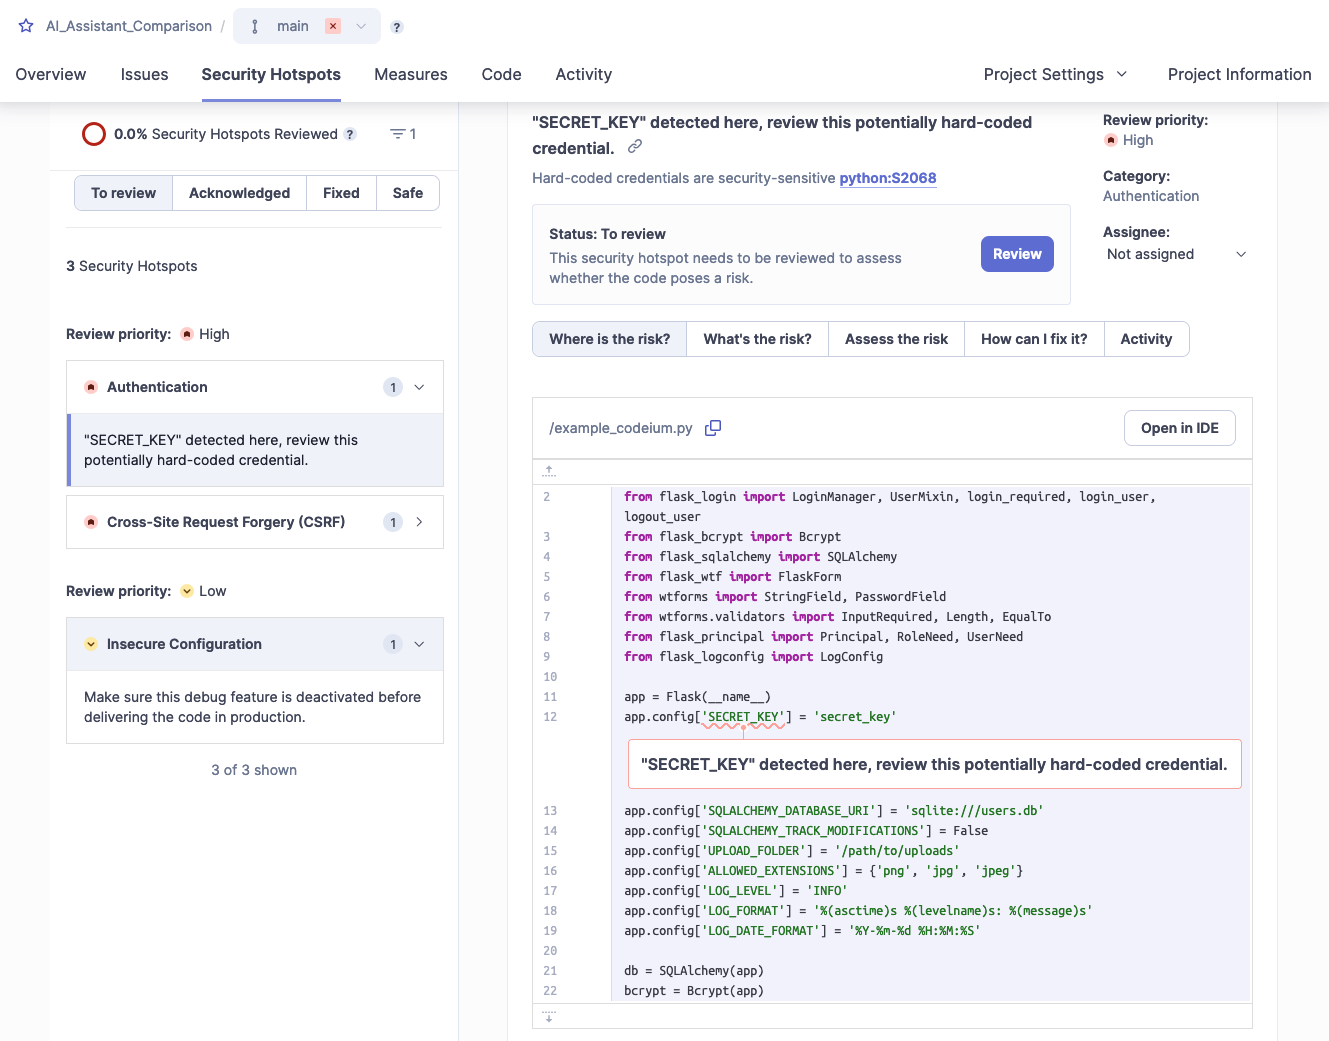 AI_Assistant_Comparison / main ?
Overview Issues Security Hotspots Measures Code Activity Project Settings Project Information
0.0% Security Hotspots Reviewed ? 1
To review Acknowledged Fixed Safe
3 Security Hotspots
Review priority: High
Authentication 1
"SECRET_KEY" detected here, review this
potentially hard-coded credential.
Cross-Site Request Forgery (CSRF) 1
Review priority: Low
Insecure Configuration 1
Make sure this debug feature is deactivated before
delivering the code in production.
3 of 3 shown
"SECRET_KEY" detected here, review this potentially hard-coded
credential.
Hard-coded credentials are security-sensitive python:S2068
Status: To review
This security hotspot needs to be reviewed to assess
whether the code poses a risk.
Review
Review priority:
High
Category:
Authentication
Assignee:
Not assigned
Where is the risk? What's the risk? Assess the risk How can I fix it? Activity
/example_codeium.py Open in IDE
2 from flask_login import LoginManager, UserMixin, login_required, login_user,
logout_user
3 from flask_bcrypt import Bcrypt
4 from flask_sqlalchemy import SQLAlchemy
5 from flask_wtf import FlaskForm
6 from wtforms import StringField, PasswordField
7 from wtforms.validators import InputRequired, Length, EqualTo
8 from flask_principal import Principal, RoleNeed, UserNeed
9 from flask_logconfig import LogConfig
10
11 app = Flask(__name__)
12 app.config['SECRET_KEY'] = 'secret_key'
"SECRET_KEY" detected here, review this potentially hard-coded credential.
13 app.config['SQLALCHEMY_DATABASE_URI'] = 'sqlite:///users.db'
14 app.config['SQLALCHEMY_TRACK_MODIFICATIONS'] = False
15 app.config['UPLOAD_FOLDER'] = '/path/to/uploads'
16 app.config['ALLOWED_EXTENSIONS'] = {'png', 'jpg', 'jpeg'}
17 app.config['LOG_LEVEL'] = 'INFO'
18 app.config['LOG_FORMAT'] = '%(asctime)s %(levelname)s: %(message)s'
19 app.config['LOG_DATE_FORMAT'] = '%Y-%m-%d %H:%M:%S'
20
21 db = SQLAlchemy(app)
22 bcrypt = Bcrypt(app)